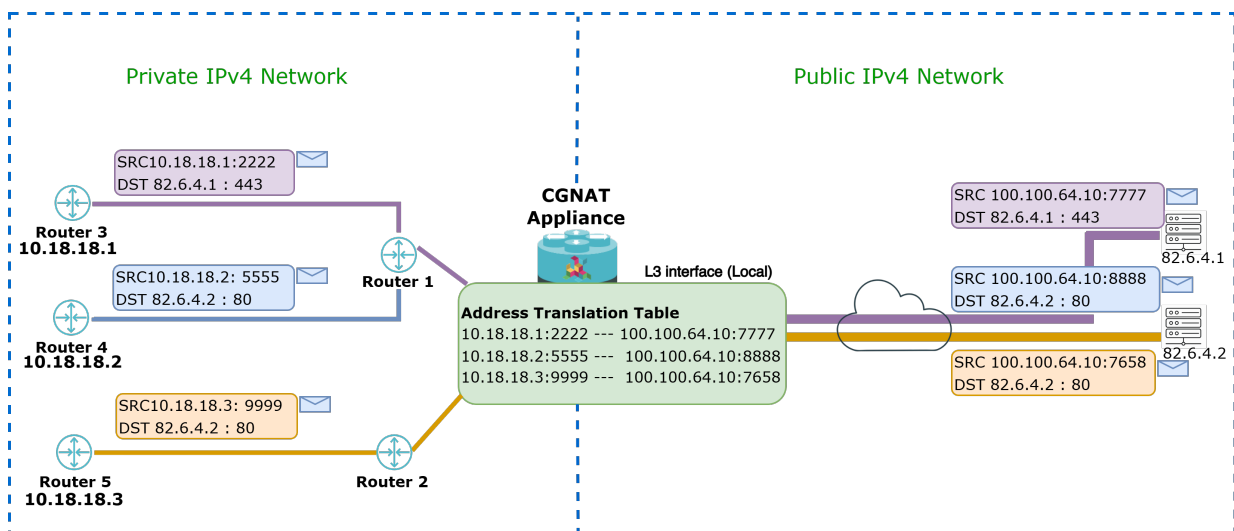 Private IPv4 Network
Public IPv4 Network
SRC10.18.18.1:2222
DST 82.6.4.1 : 443
Router 3
10.18.18.1
SRC10.18.18.2: 5555
DST 82.6.4.2 : 80
Router 1
Router 4
10.18.18.2
SRC10.18.18.3: 9999
DST 82.6.4.2 : 80
Router 5
10.18.18.3
Router 2
CGNAT
Appliance
L3 interface (Local)
Address Translation Table
10.18.18.1:2222 --- 100.100.64.10:7777
10.18.18.2:5555 --- 100.100.64.10:8888
10.18.18.3:9999 --- 100.100.64.10:7658
SRC 100.100.64.10:7777
DST 82.6.4.1 : 443
82.6.4.1
SRC 100.100.64.10:8888
DST 82.6.4.2 : 80
82.6.4.2
SRC 100.100.64.10:7658
DST 82.6.4.2 : 80